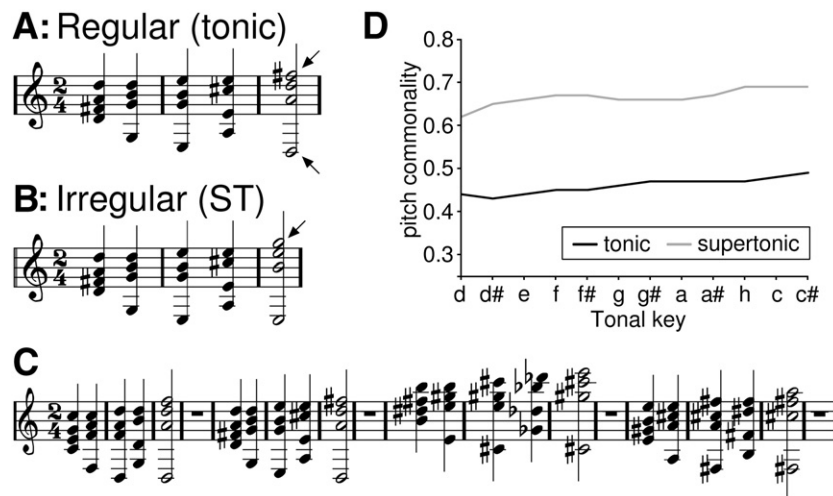 A: Regular (tonic)
2
4
B: Irregular (ST)
2
4
D
0.8
0.7
0.6
0.5
0.4
0.3
pitch commonality
tonic supertonic
d d# e f f# g g# a a# h c c#
Tonal key
C
2
4